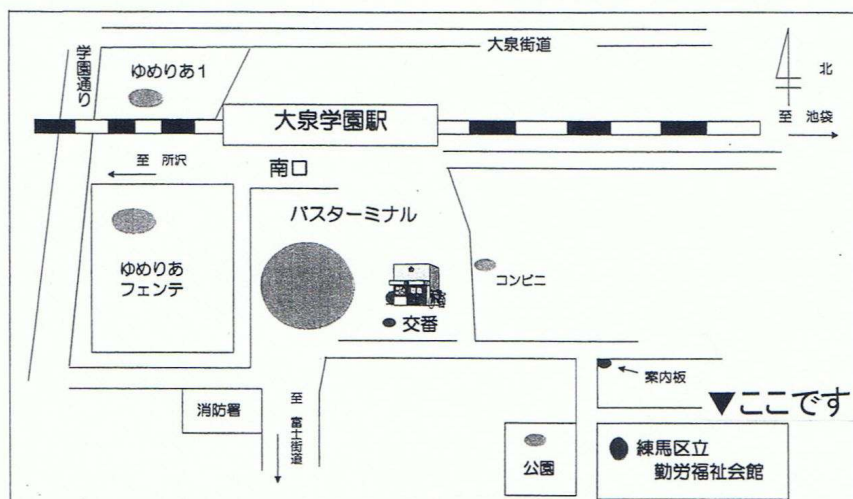 大泉街道
学園通り
ゆめりあ1
北
大泉学園駅
至 池袋
至 所沢
南口
バスターミナル
ゆめりあ
フェンテ
コンビニ
交番
案内板
▼ここです
消防署
至 富士街道
公園
練馬区立
勤労福祉会館